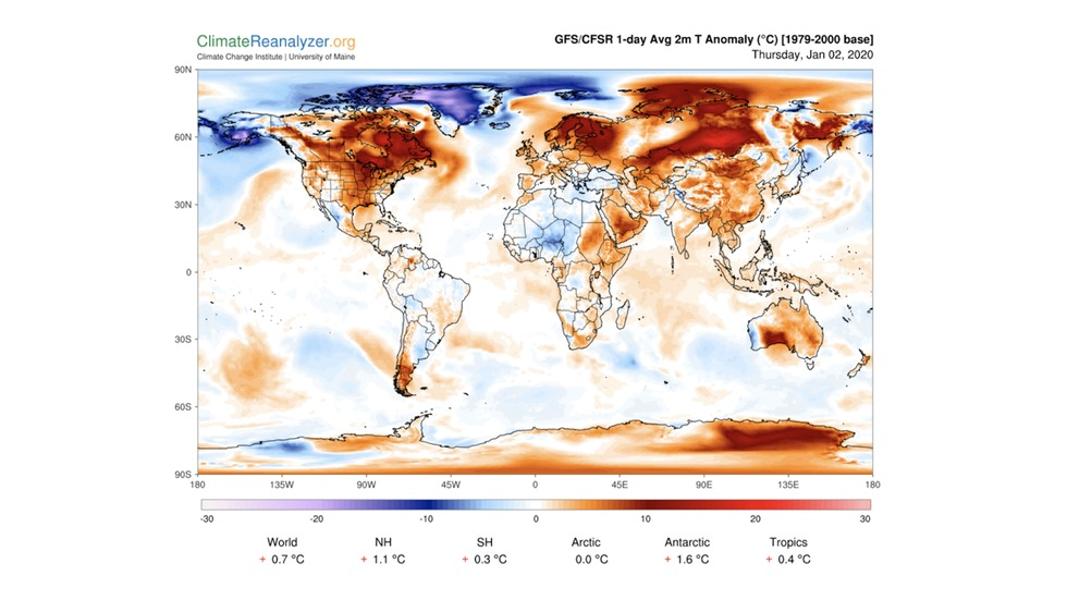 ClimateReanalyzer.org
Climate Change Institute | University of Maine
GFS/CFSR 1-day Avg 2m T Anomaly (°C) [1979-2000 base]
Thursday, Jan 02, 2020
90N
60N
30N
0
30S
60S
90S
180 135W 90W 45W 0 45E 90E 135E 180
-30 -20 -10 0 10 20 30
World NH SH Arctic Antarctic Tropics
+ 0.7 °C + 1.1 °C + 0.3 °C 0.0 °C + 1.6 °C + 0.4 °C